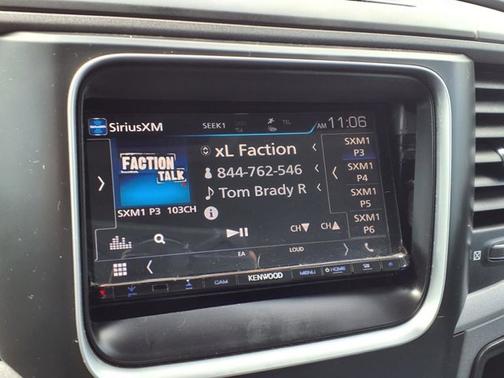 SiriusXM SEEK1 TEL AM 11:06
FACTION
TALK
xL Faction
844-762-546
Tom Brady R
SXM1 P3 103CH
SXM1
P3
SXM1
P4
SXM1
P5
SXM1
P6
CH▼ CH▲
EA LOUD
CAM KENWOOD MENU HOME